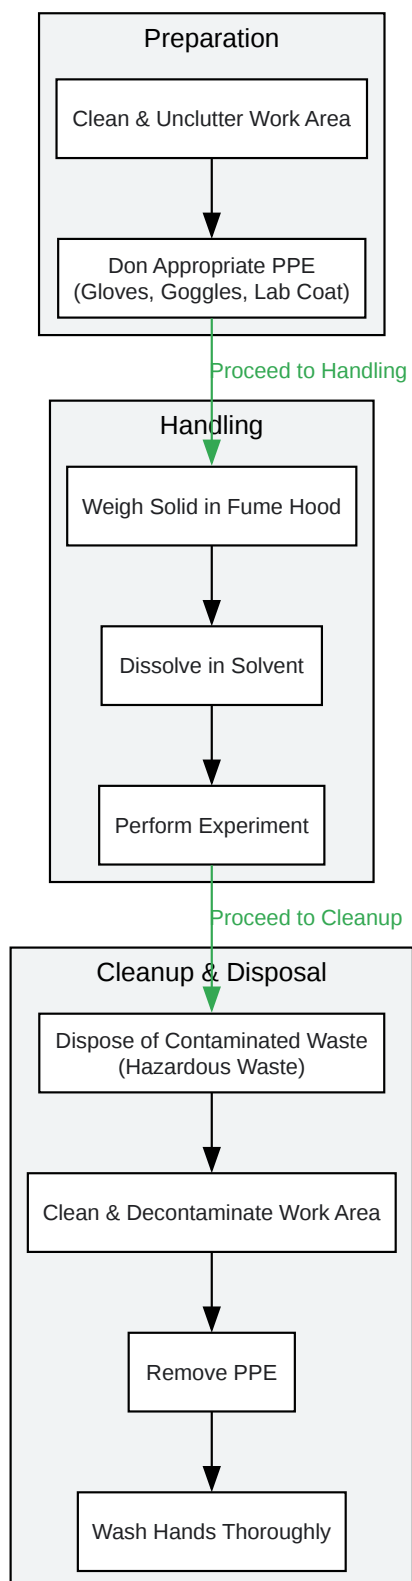 Preparation
Clean & Unclutter Work Area
Don Appropriate PPE
(Gloves, Goggles, Lab Coat)
Proceed to Handling
Handling
Weigh Solid in Fume Hood
Dissolve in Solvent
Perform Experiment
Proceed to Cleanup
Cleanup & Disposal
Dispose of Contaminated Waste
(Hazardous Waste)
Clean & Decontaminate Work Area
Remove PPE
Wash Hands Thoroughly